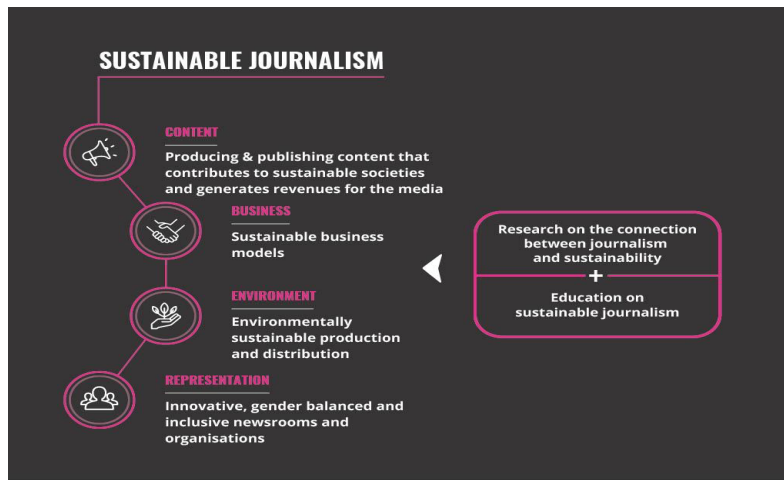 SUSTAINABLE JOURNALISM
CONTENT
Producing & publishing content that
contributes to sustainable societies
and generates revenues for the media
BUSINESS
Sustainable business
models
ENVIRONMENT
Environmentally
sustainable production
and distribution
REPRESENTATION
Innovative, gender balanced and
inclusive newsrooms and
organisations
Research on the connection
between journalism
and sustainability
+
Education on
sustainable journalism